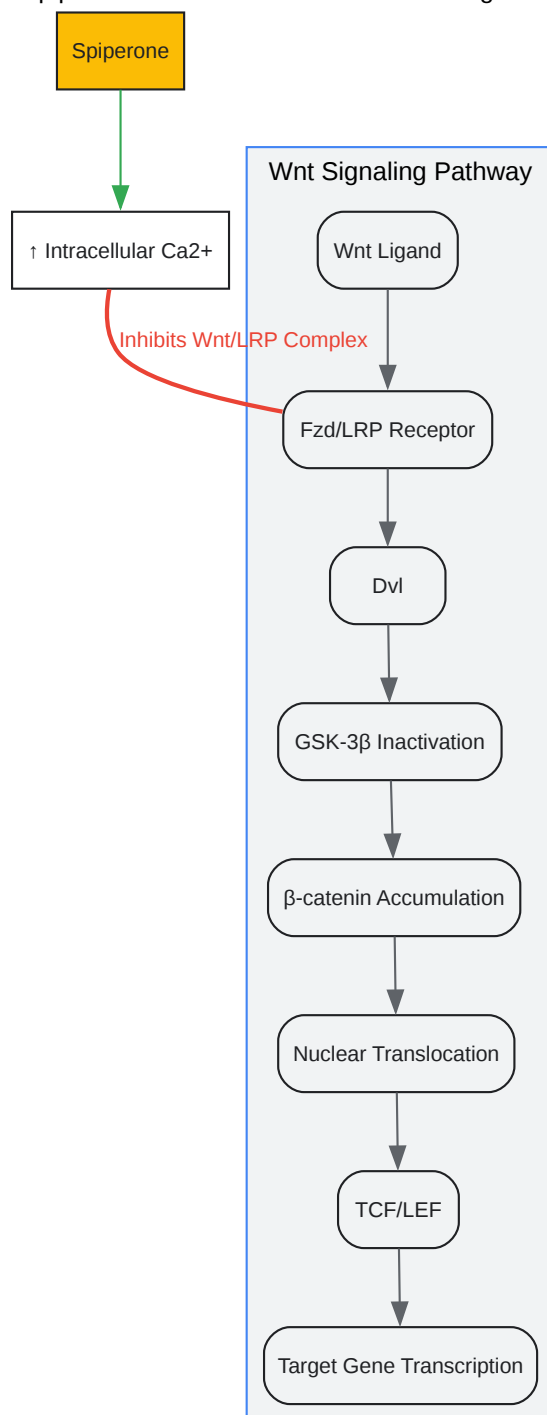 Spiperone
Wnt Signaling Pathway
↑ Intracellular Ca2+
Wnt Ligand
Inhibits Wnt/LRP Complex
Fzd/LRP Receptor
Dvl
GSK-3β Inactivation
β-catenin Accumulation
Nuclear Translocation
TCF/LEF
Target Gene Transcription